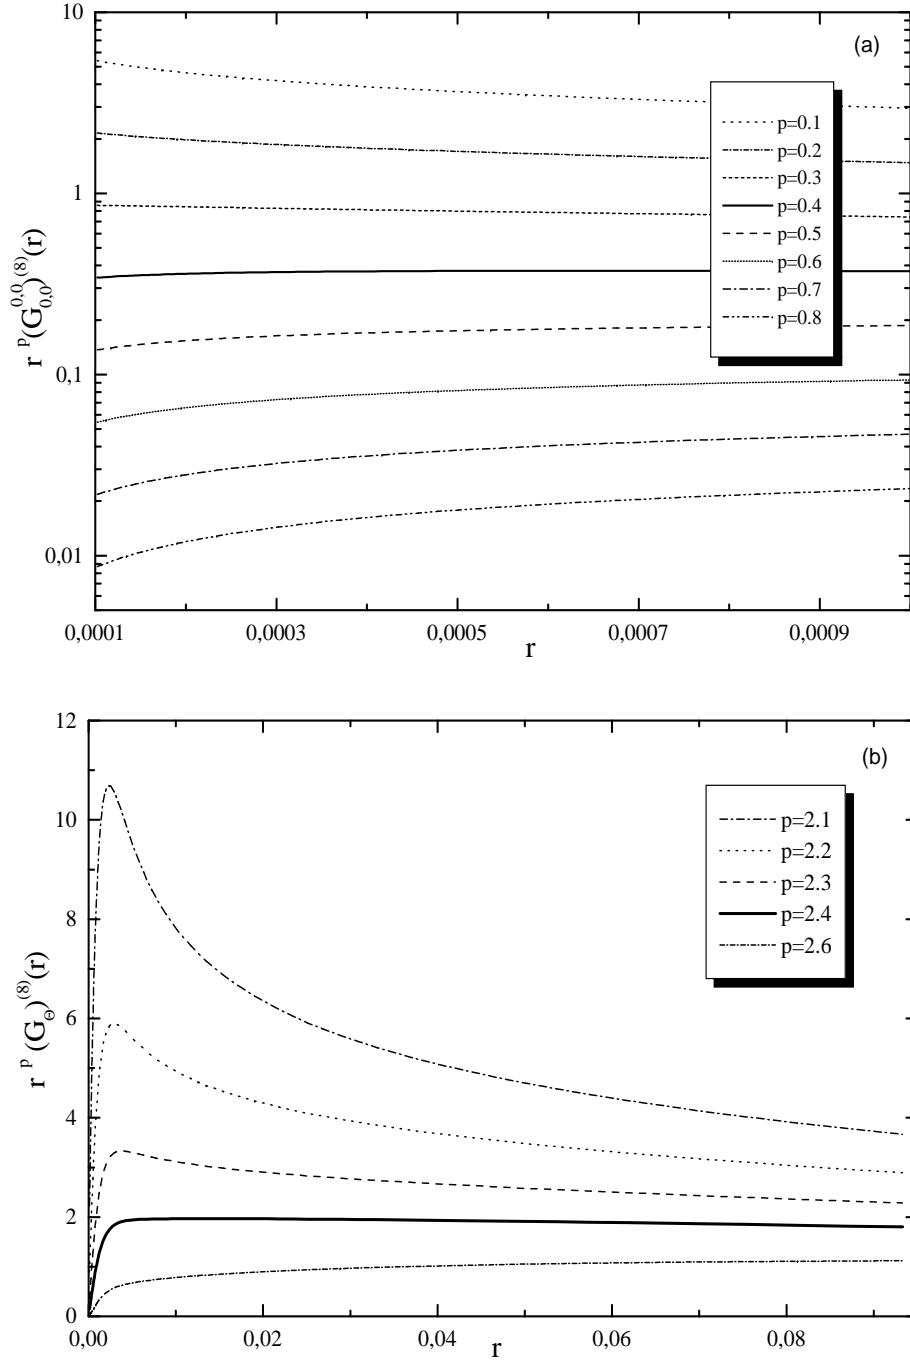 10
(a)
p=0.1
p=0.2
p=0.3
p=0.4
p=0.5
p=0.6
p=0.7
p=0.8
1
0,1
0,01
r p(G0,00,0)(8)(r)
0,0001 0,0003 0,0005 0,0007 0,0009
r
12
(b)
p=2.1
p=2.2
p=2.3
p=2.4
p=2.6
10
8
6
4
2
0
r p (GΘ)(8)(r)
0,00 0,02 0,04 0,06 0,08
r